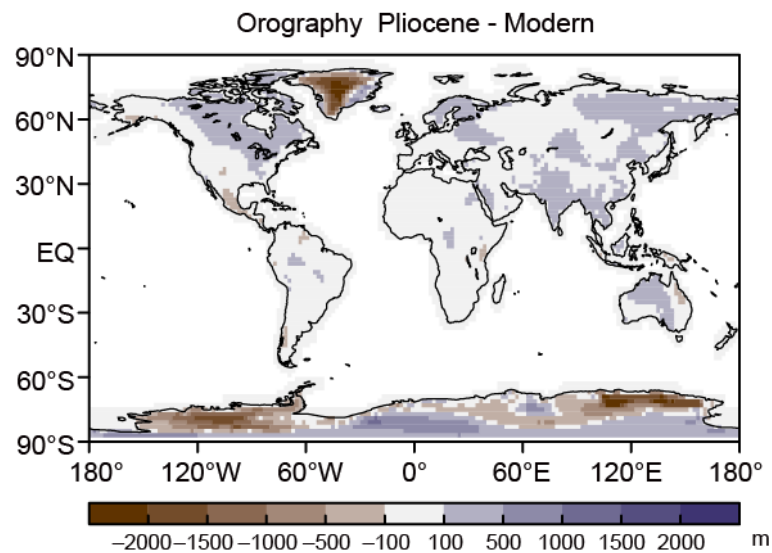 Orography Pliocene - Modern
90°N
60°N
30°N
EQ
30°S
60°S
90°S
180° 120°W 60°W 0° 60°E 120°E 180°
–2000 –1500 –1000 –500 –100 100 500 1000 1500 2000 m